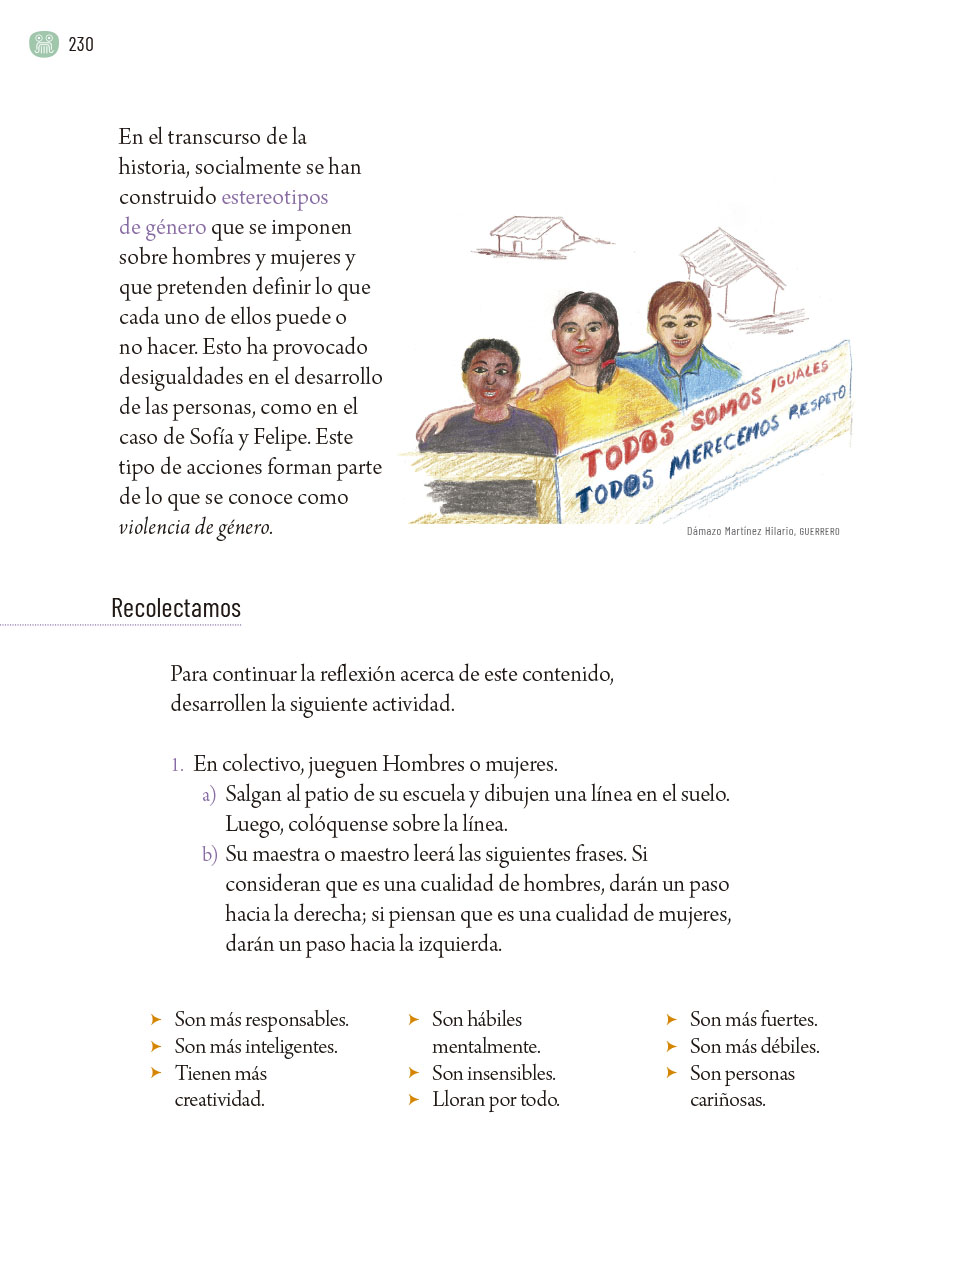 230
En el transcurso de la
historia, socialmente se han
construido estereotipos
de género que se imponen
sobre hombres y mujeres y
que pretenden definir lo que
cada uno de ellos puede o
no hacer. Esto ha provocado
desigualdades en el desarrollo
de las personas, como en el
caso de Sofía y Felipe. Este
tipo de acciones forman parte
de lo que se conoce como
violencia de género.
TODOS SOMOS IGUALES
TOD@S MERECEMOS RESPETO
Dámazo Martínez Hilario, GUERRERO
Recolectamos
Para continuar la reflexión acerca de este contenido,
desarrollen la siguiente actividad.
1. En colectivo, jueguen Hombres o mujeres.
a) Salgan al patio de su escuela y dibujen una línea en el suelo.
Luego, colóquense sobre la línea.
b) Su maestra o maestro leerá las siguientes frases. Si
consideran que es una cualidad de hombres, darán un paso
hacia la derecha; si piensan que es una cualidad de mujeres,
darán un paso hacia la izquierda.
➤ Son más responsables.
➤ Son más inteligentes.
➤ Tienen más
creatividad.
➤ Son hábiles
mentalmente.
➤ Son insensibles.
➤ Lloran por todo.
➤ Son más fuertes.
➤ Son más débiles.
➤ Son personas
cariñosas.